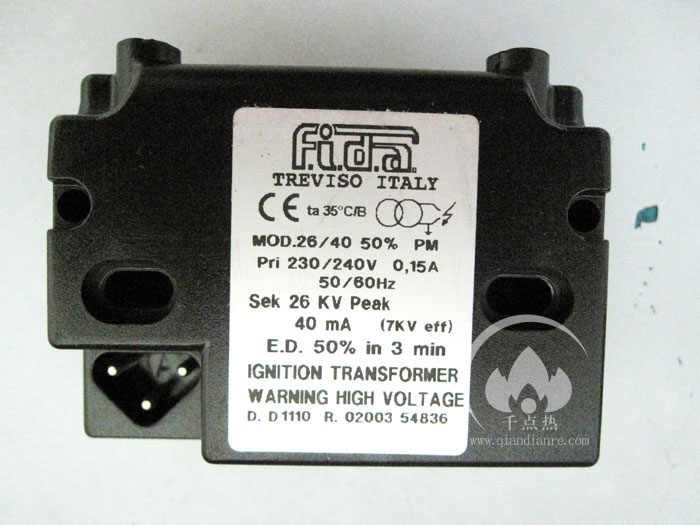 f.i.d.a.
TREVISO ITALY
CE ta 35°C/B
MOD.26/40 50% PM
Pri 230/240V 0,15A
50/60Hz
Sek 26 KV Peak
40 mA (7KV eff)
E.D. 50% in 3 min
IGNITION TRANSFORMER
WARNING HIGH VOLTAGE
D. D1110 R. 02003 54836
千点热
www.qiandianre.com